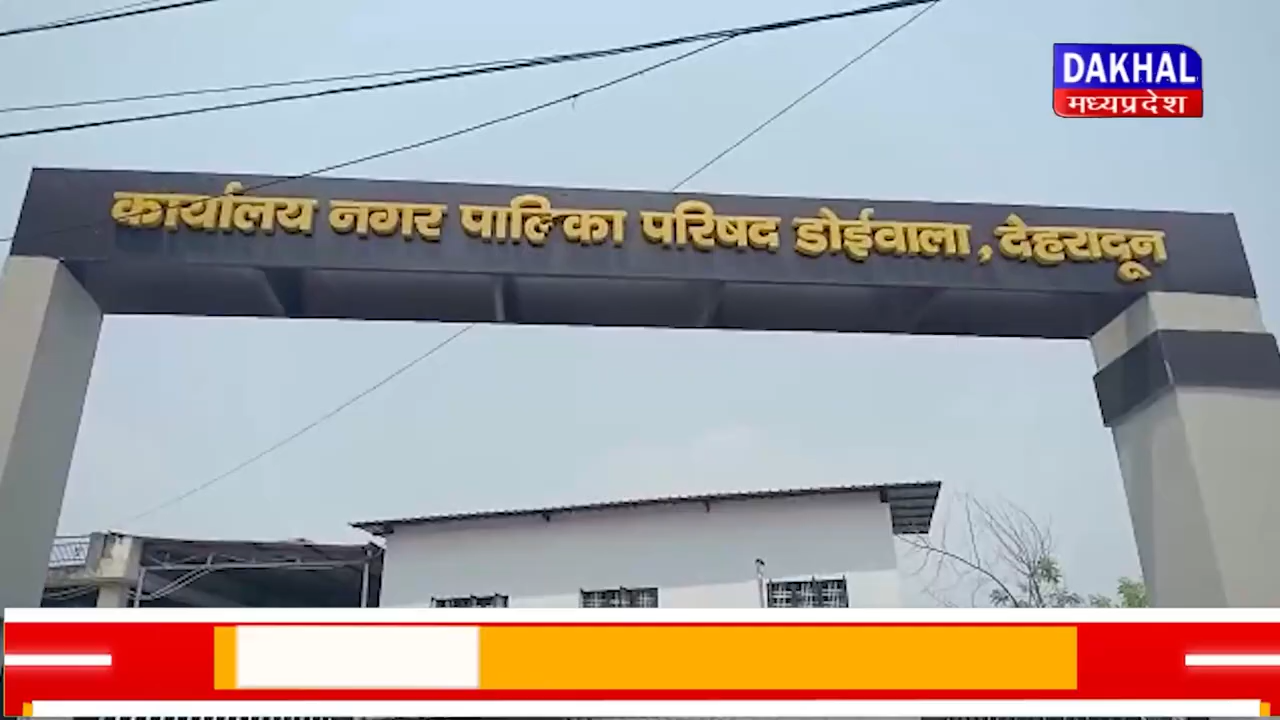 DAKHAL
मध्यप्रदेश
कार्यालय नगर पालिका परिषद डोईवाला, देहरादून